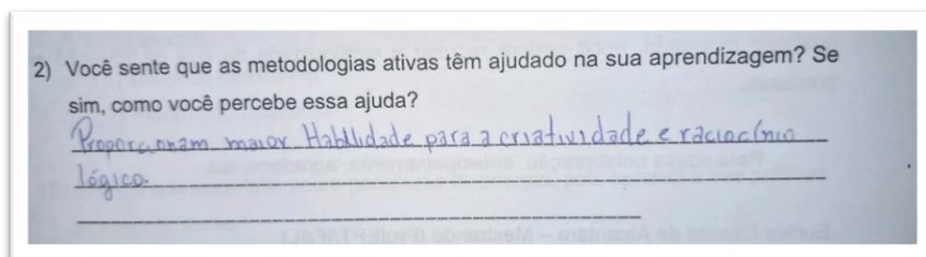 2) Você sente que as metodologias ativas têm ajudado na sua aprendizagem? Se
sim, como você percebe essa ajuda?
Proporcionam maior Habilidade para a criatividade e raciocínio
lógico.